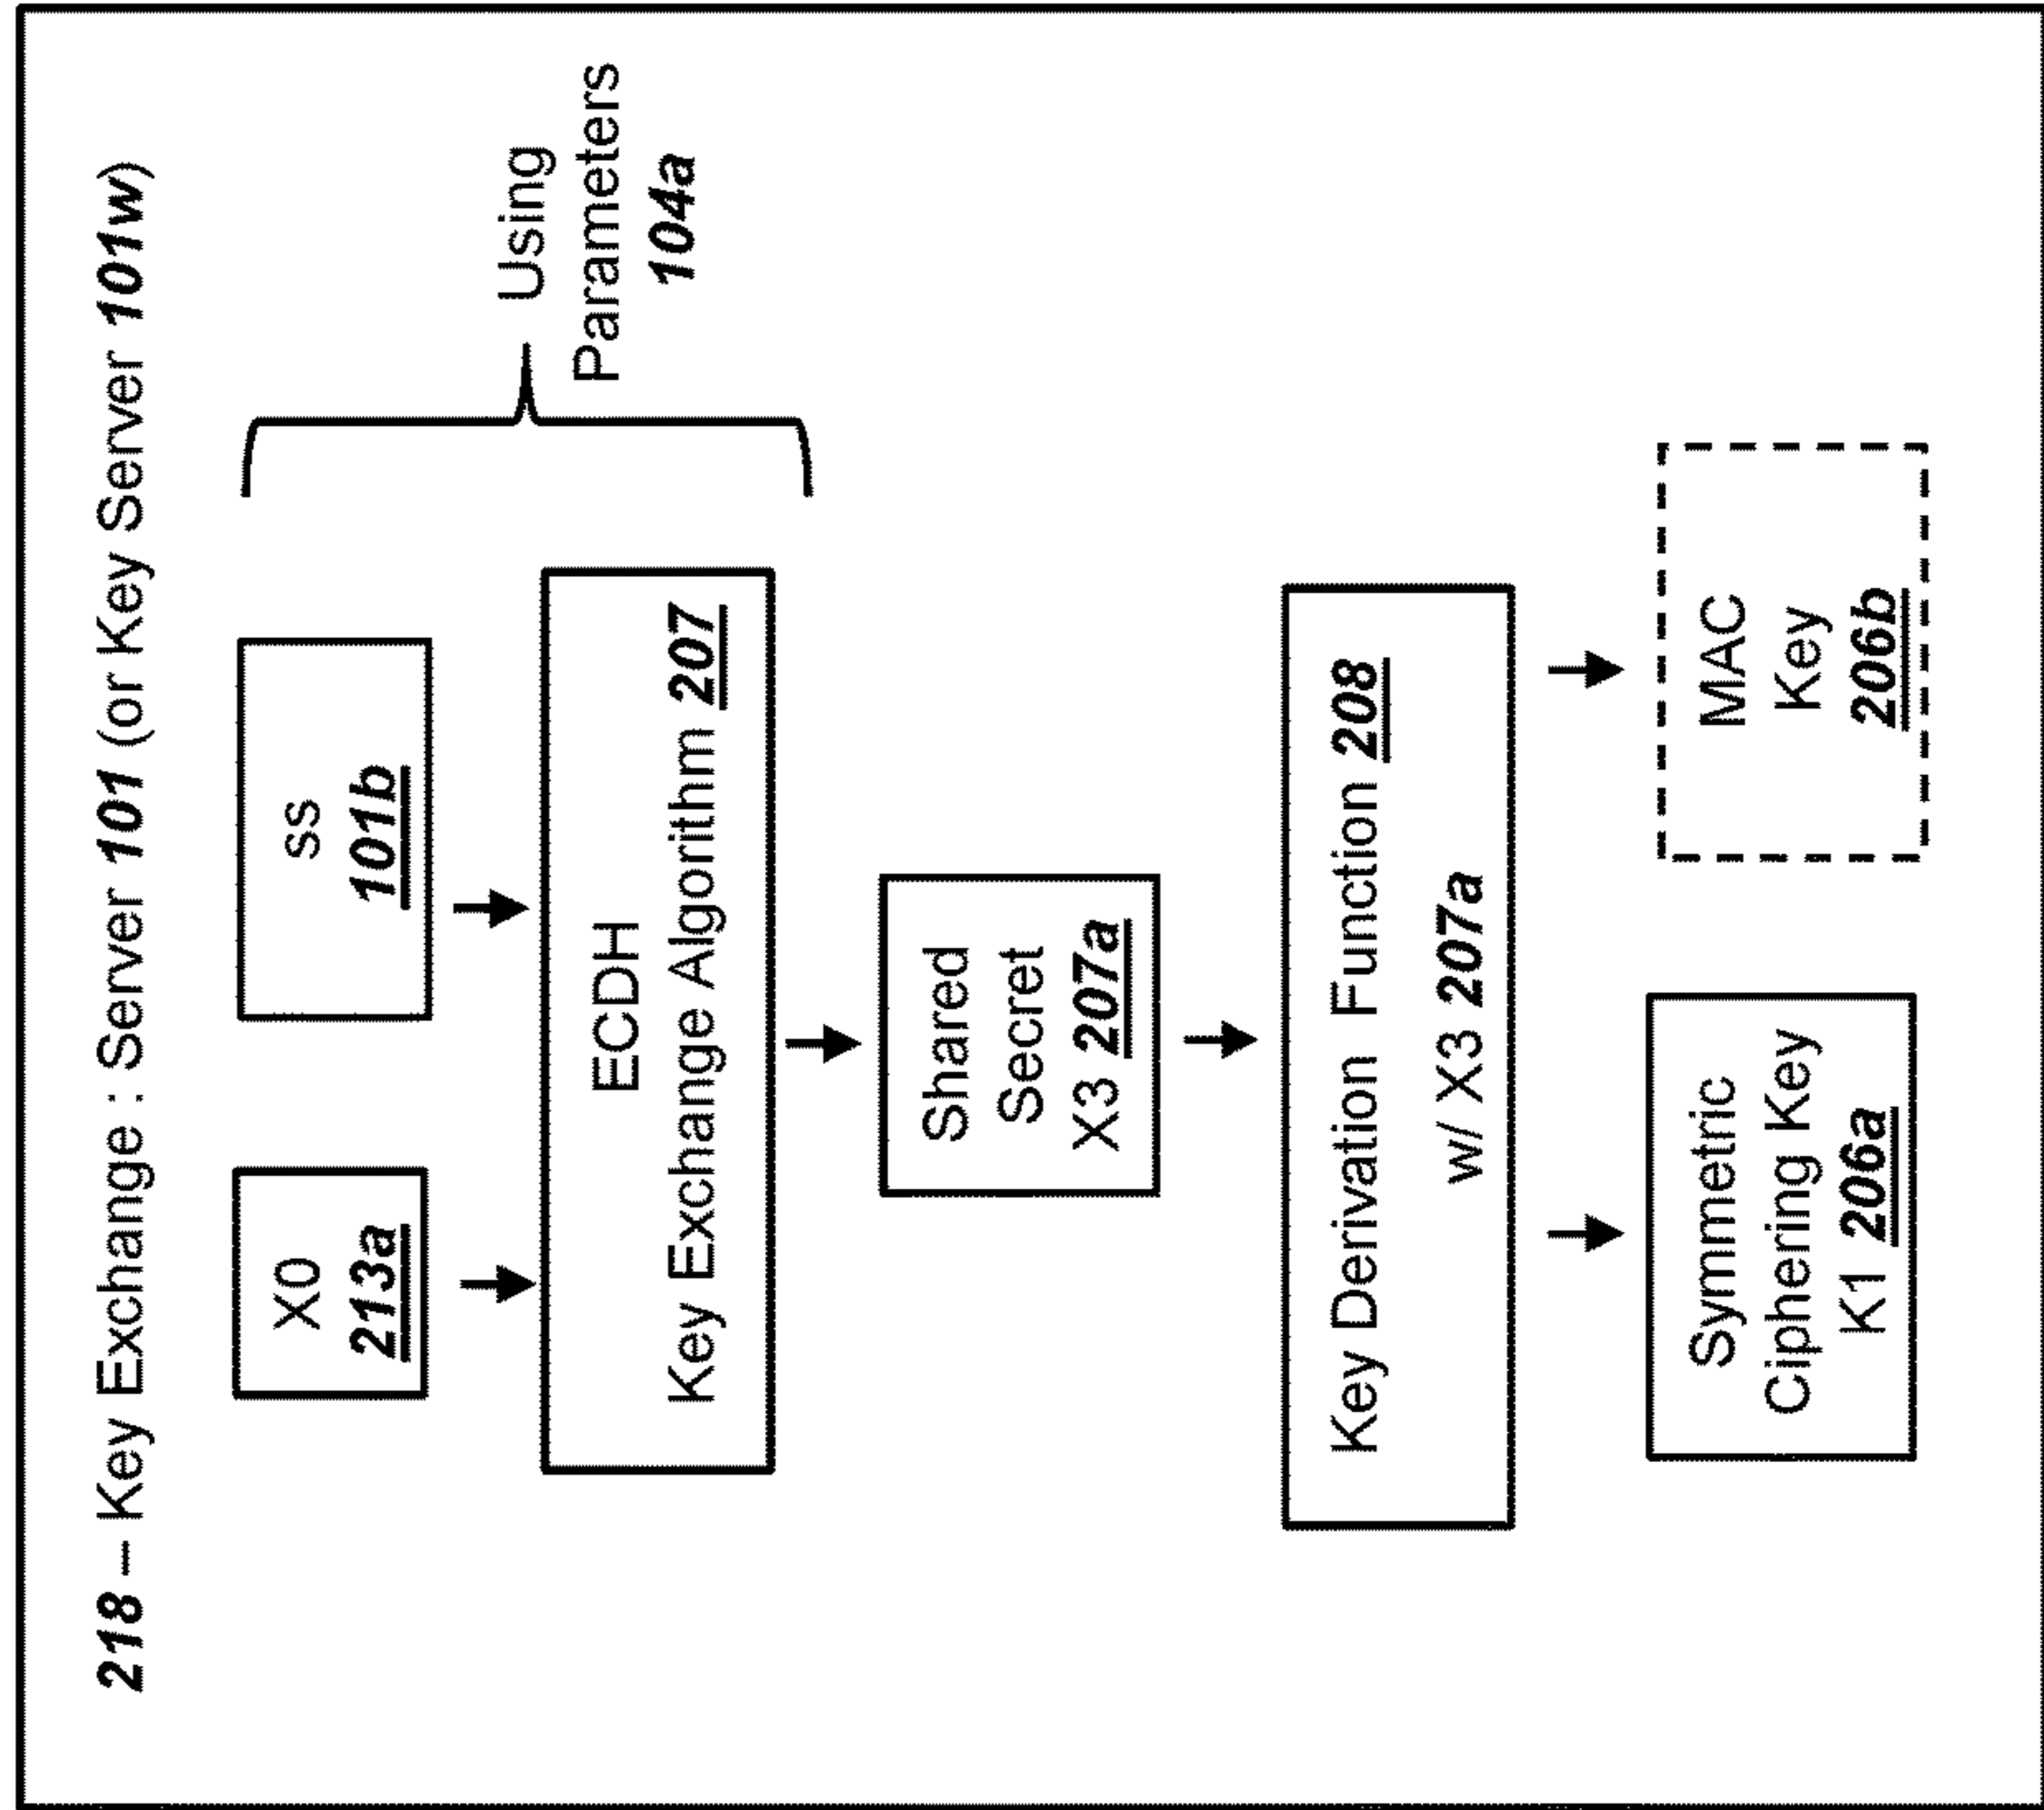 218 – Key Exchange : Server 101 (or Key Server 101w)
X0
213a
ss
101b
Using
Parameters
104a
ECDH
Key Exchange Algorithm 207
Shared
Secret
X3 207a
Key Derivation Function 208
w/ X3 207a
Symmetric
Ciphering Key
K1 206a
MAC
Key
206b